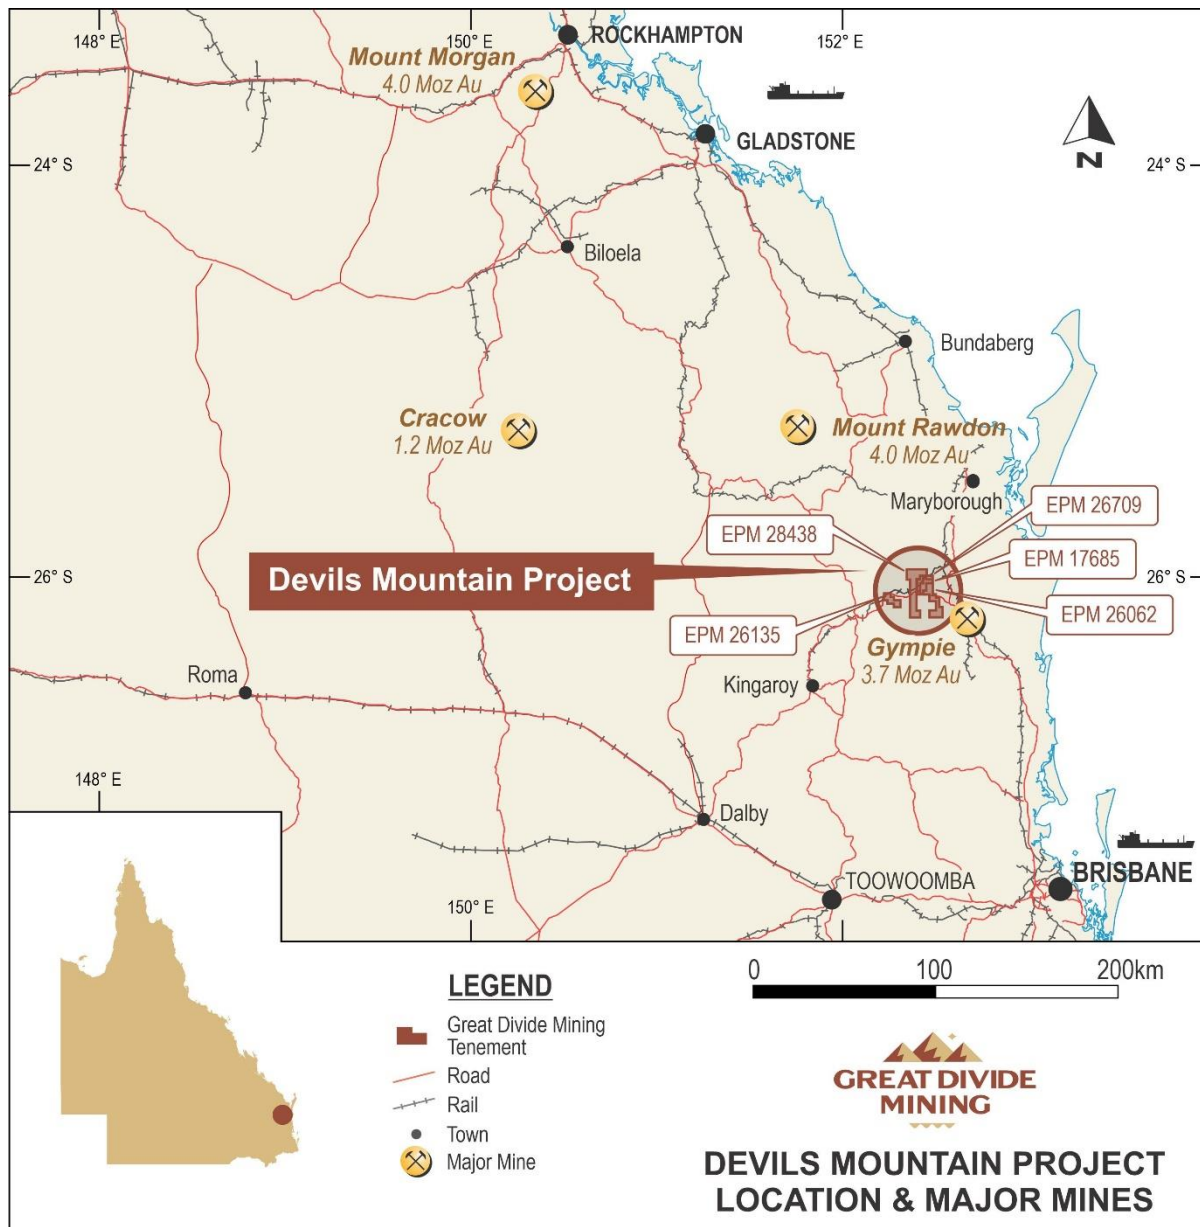 148° E
150° E
152° E
ROCKHAMPTON
Mount Morgan
4.0 Moz Au
GLADSTONE
N
24° S
24° S
Biloela
Bundaberg
Cracow
1.2 Moz Au
Mount Rawdon
4.0 Moz Au
Maryborough
EPM 26709
EPM 28438
EPM 17685
26° S
Devils Mountain Project
26° S
EPM 26062
EPM 26135
Gympie
3.7 Moz Au
Roma
Kingaroy
148° E
Dalby
BRISBANE
TOOWOOMBA
150° E
0 100 200km
LEGEND
Great Divide Mining
Tenement
Road
Rail
Town
Major Mine
GREAT DIVIDE
MINING
DEVILS MOUNTAIN PROJECT
LOCATION & MAJOR MINES